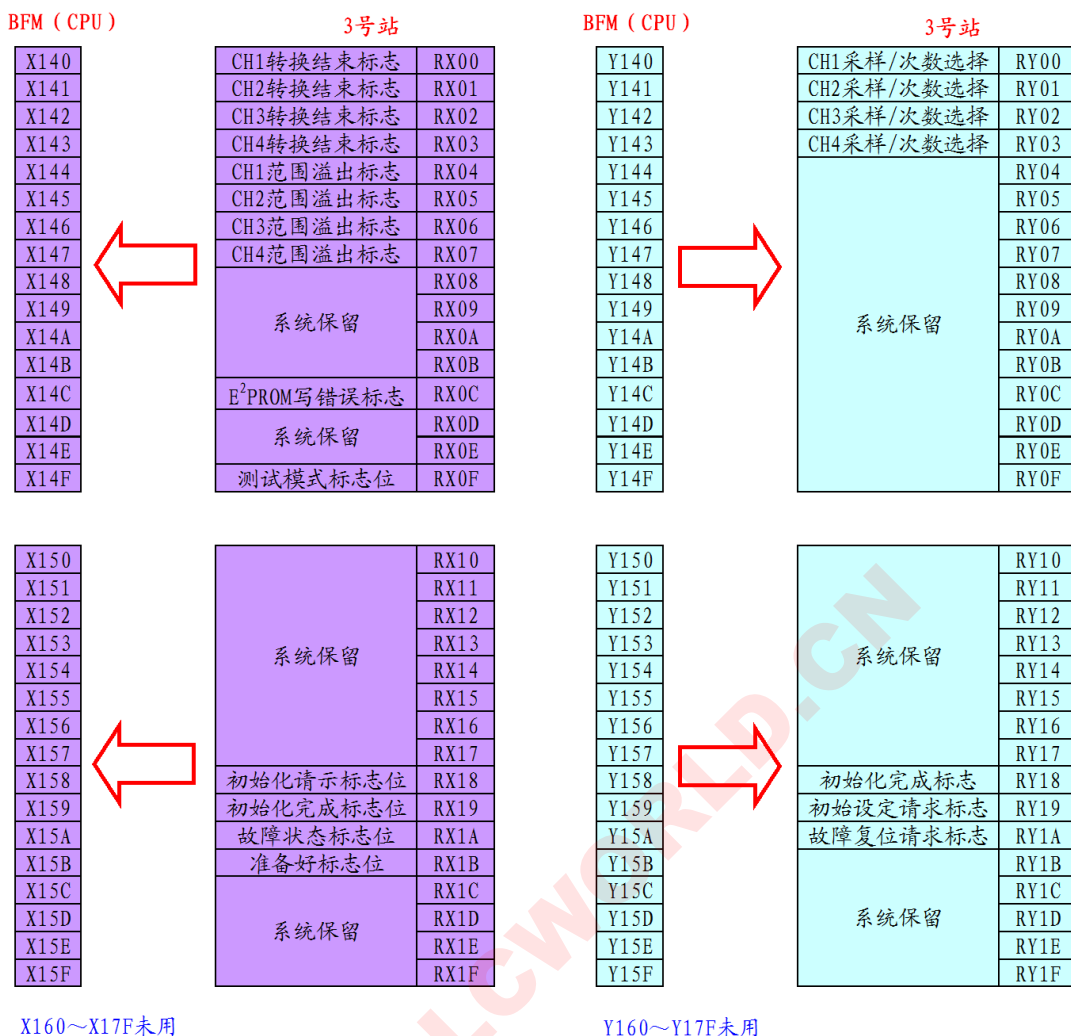 BFM ( CPU )
3号站
X140 CH1转换结束标志 RX00
X141 CH2转换结束标志 RX01
X142 CH3转换结束标志 RX02
X143 CH4转换结束标志 RX03
X144 CH1范围溢出标志 RX04
X145 CH2范围溢出标志 RX05
X146 CH3范围溢出标志 RX06
X147 CH4范围溢出标志 RX07
X148 RX08
X149 RX09
系统保留
X14A RX0A
X14B RX0B
X14C E²PROM写错误标志 RX0C
X14D RX0D
系统保留
X14E RX0E
X14F 测试模式标志位 RX0F
X150 RX10
X151 RX11
X152 RX12
X153 RX13
系统保留
X154 RX14
X155 RX15
X156 RX16
X157 RX17
X158 初始化请示标志位 RX18
X159 初始化完成标志位 RX19
X15A 故障状态标志位 RX1A
X15B 准备好标志位 RX1B
X15C RX1C
X15D RX1D
系统保留
X15E RX1E
X15F RX1F
X160～X17F未用
BFM ( CPU )
3号站
Y140 CH1采样/次数选择 RY00
Y141 CH2采样/次数选择 RY01
Y142 CH3采样/次数选择 RY02
Y143 CH4采样/次数选择 RY03
Y144 RY04
Y145 RY05
Y146 RY06
Y147 RY07
Y148 RY08
Y149 RY09
系统保留
Y14A RY0A
Y14B RY0B
Y14C RY0C
Y14D RY0D
Y14E RY0E
Y14F RY0F
Y150 RY10
Y151 RY11
Y152 RY12
Y153 RY13
系统保留
Y154 RY14
Y155 RY15
Y156 RY16
Y157 RY17
Y158 初始化完成标志 RY18
Y159 初始设定请求标志 RY19
Y15A 故障复位请求标志 RY1A
Y15B RY1B
Y15C RY1C
Y15D RY1D
系统保留
Y15E RY1E
Y15F RY1F
Y160～Y17F未用
LCWORLD.CN